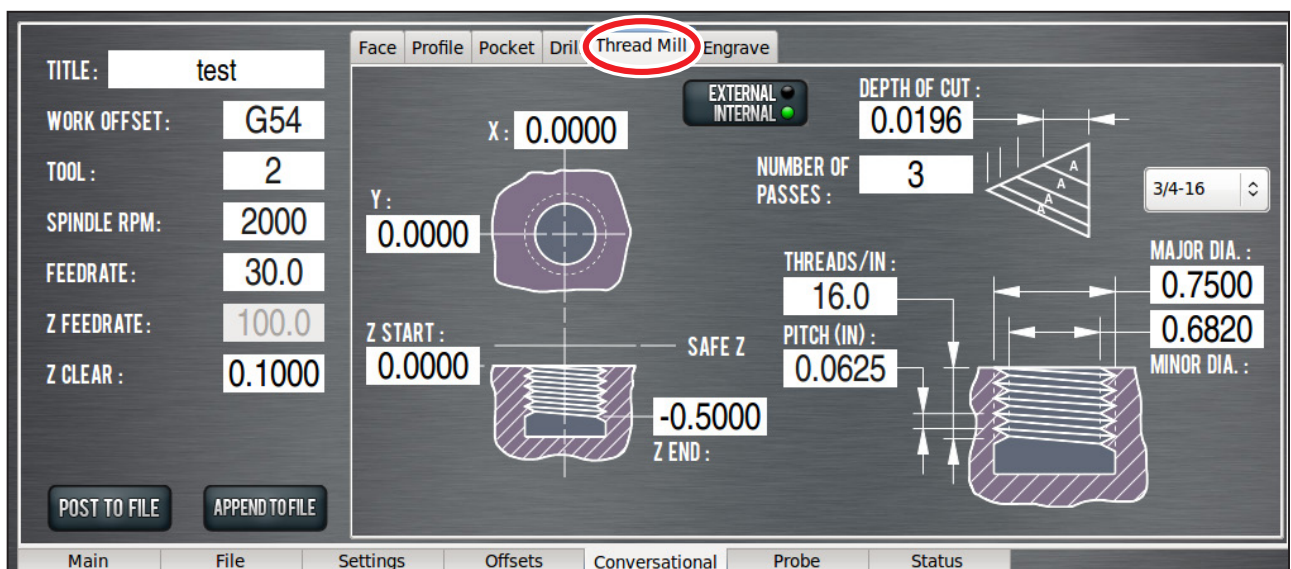 Face Profile Pocket Dril Thread Mill Engrave
TITLE : test
WORK OFFSET : G54
TOOL : 2
SPINDLE RPM: 2000
FEEDRATE : 30.0
Z FEEDRATE : 100.0
Z CLEAR : 0.1000
POST TO FILE APPEND TO FILE
EXTERNAL
INTERNAL
X : 0.0000
Y :
0.0000
Z START :
0.0000
SAFE Z
-0.5000
Z END :
DEPTH OF CUT :
0.0196
NUMBER OF
PASSES : 3
A
A
A
A
3/4-16
THREADS/IN :
16.0
PITCH (IN) :
0.0625
MAJOR DIA. :
0.7500
0.6820
MINOR DIA. :
Main File Settings Offsets Conversational Probe Status